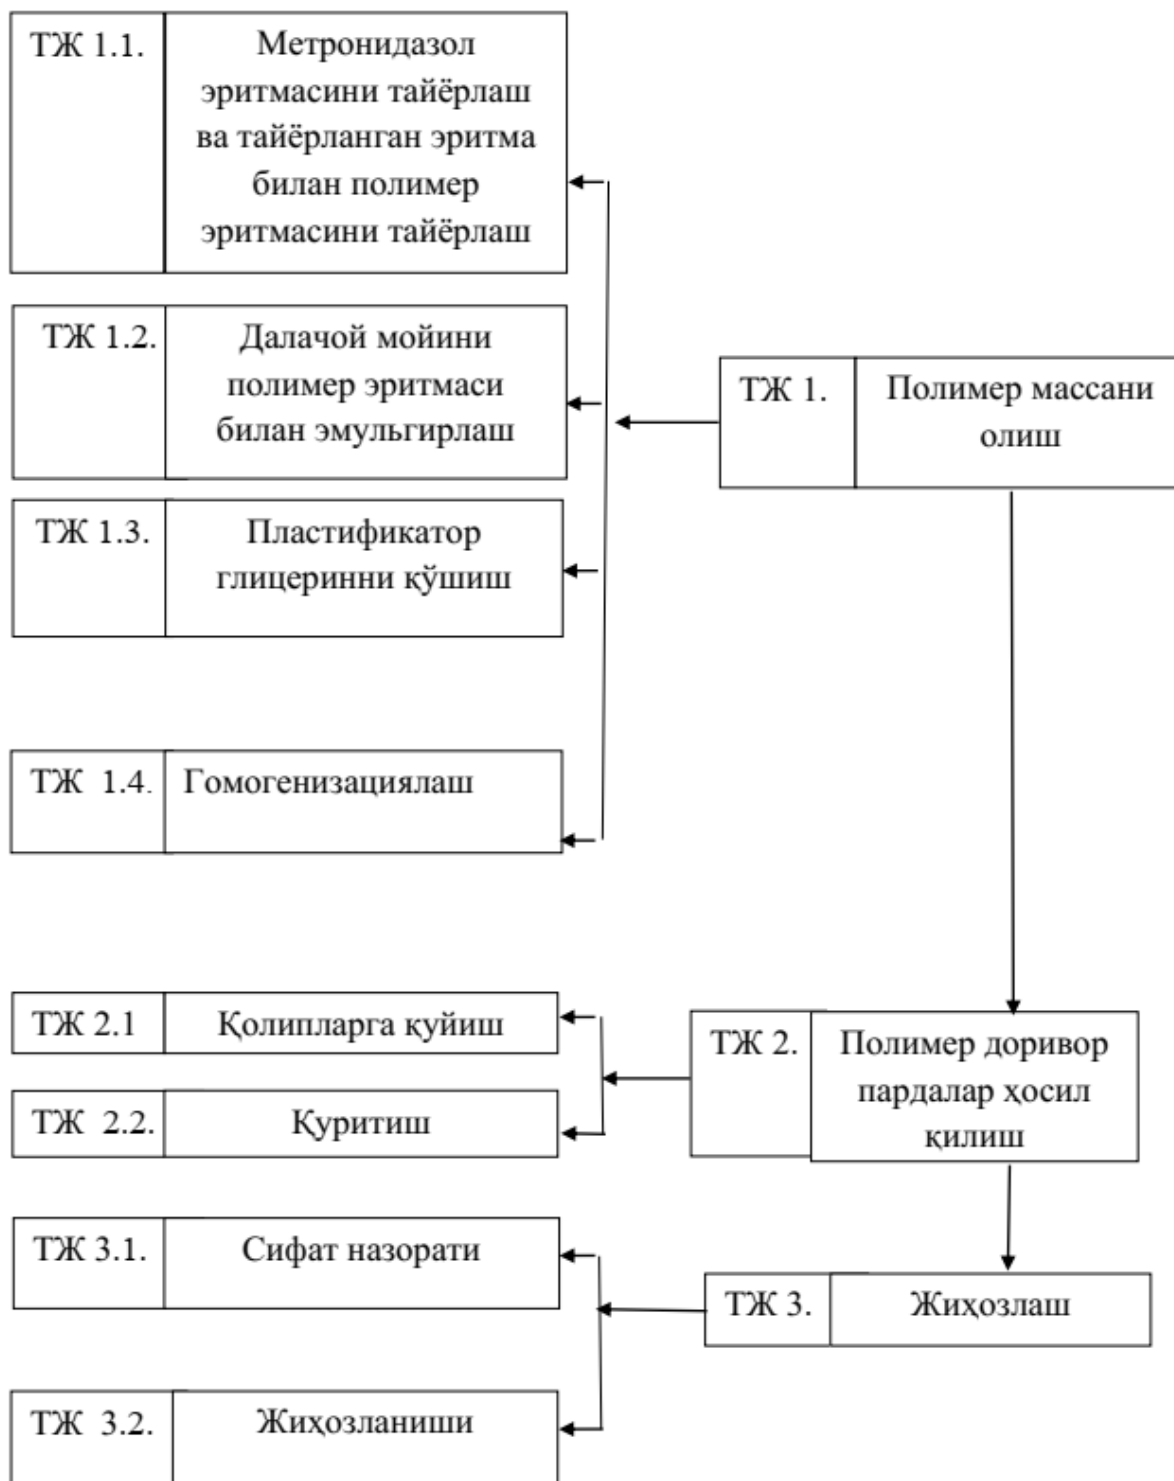 ТЖ 1.1.
Метронидазол
эритмасини тайёрлаш
ва тайёрланган эритма
билан полимер
эритмасини тайёрлаш
ТЖ 1.2.
Далачой мойини
полимер эритмаси
билан эмульгирлаш
ТЖ 1.
Полимер массани
олиш
ТЖ 1.3.
Пластификатор
глицеринни қўшиш
ТЖ 1.4.
Гомогенизациялаш
ТЖ 2.1
Қолипларга қуйиш
ТЖ 2.
Полимер доривор
пардалар ҳосил
қилиш
ТЖ 2.2.
Қуритиш
ТЖ 3.1.
Сифат назорати
ТЖ 3.
Жиҳозлаш
ТЖ 3.2.
Жиҳозланиши